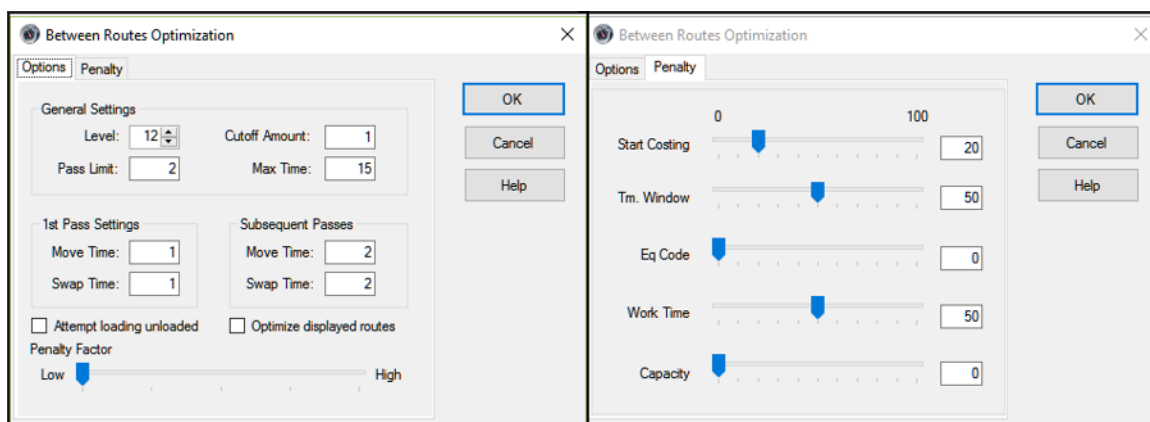 Between Routes Optimization
Options Penalty
General Settings
Level: 12 Cutoff Amount: 1
Pass Limit: 2 Max Time: 15
1st Pass Settings
Move Time: 1
Swap Time: 1
Subsequent Passes
Move Time: 2
Swap Time: 2
Attempt loading unloaded Optimize displayed routes
Penalty Factor
Low High
OK
Cancel
Help
Between Routes Optimization
Options Penalty
0 100
Start Costing 20
Tm. Window 50
Eq Code 0
Work Time 50
Capacity 0
OK
Cancel
Help